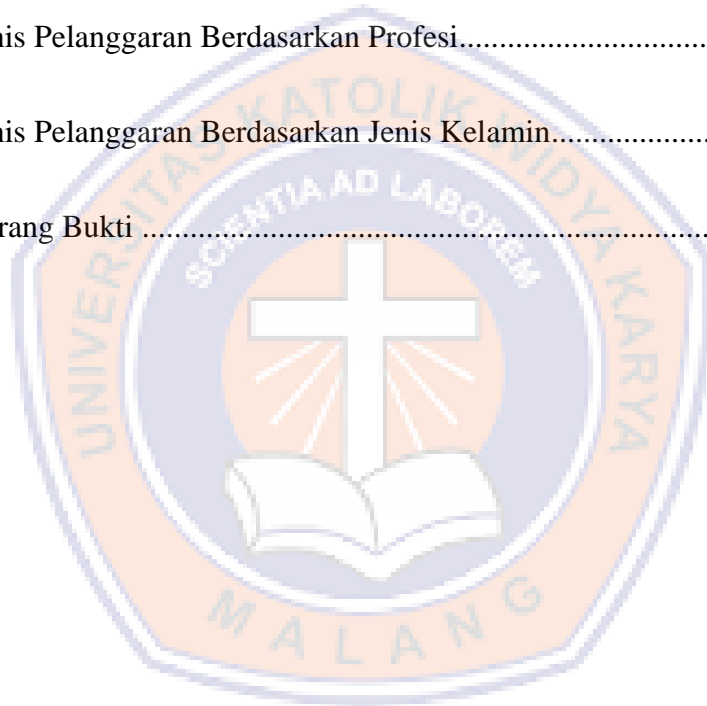 nis Pelanggaran Berdasarkan Profesi..............................
nis Pelanggaran Berdasarkan Jenis Kelamin...................
rang Bukti .....................................................................
UNIVERSITAS KATOLIK WIDYA KARYA
SCIENTIA AD LABOREM
MALANG